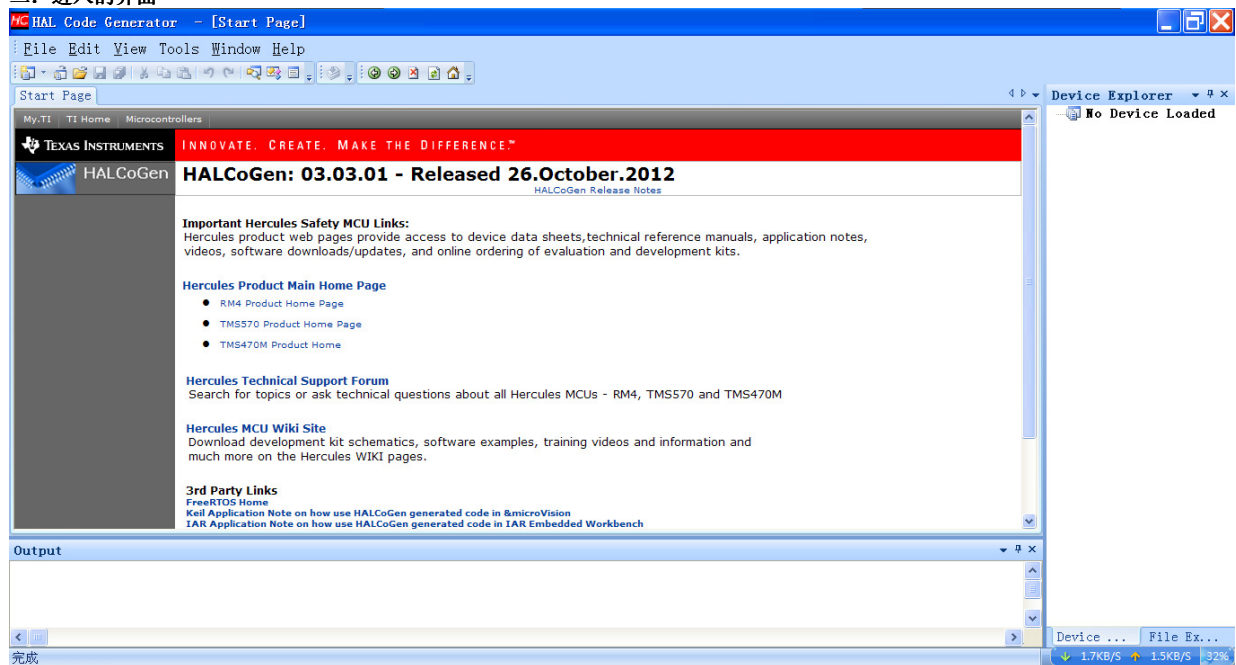 二. 进入的界面
HAL Code Generator - [Start Page]
File Edit View Tools Window Help
Start Page
My.TI TI Home Microcontrollers
TEXAS INSTRUMENTS INNOVATE. CREATE. MAKE THE DIFFERENCE.™
HALCoGen HALCoGen: 03.03.01 - Released 26.October.2012
HALCoGen Release Notes
Important Hercules Safety MCU Links:
Hercules product web pages provide access to device data sheets,technical reference manuals, application notes,
videos, software downloads/updates, and online ordering of evaluation and development kits.
Hercules Product Main Home Page
RM4 Product Home Page
TMS570 Product Home Page
TMS470M Product Home
Hercules Technical Support Forum
Search for topics or ask technical questions about all Hercules MCUs - RM4, TMS570 and TMS470M
Hercules MCU Wiki Site
Download development kit schematics, software examples, training videos and information and
much more on the Hercules WIKI pages.
3rd Party Links
FreeRTOS Home
Keil Application Note on how use HALCoGen generated code in &microVision
IAR Application Note on how use HALCoGen generated code in IAR Embedded Workbench
Device Explorer
No Device Loaded
Output
Device ... File Ex...
完成
1.7KB/S 1.5KB/S 32%